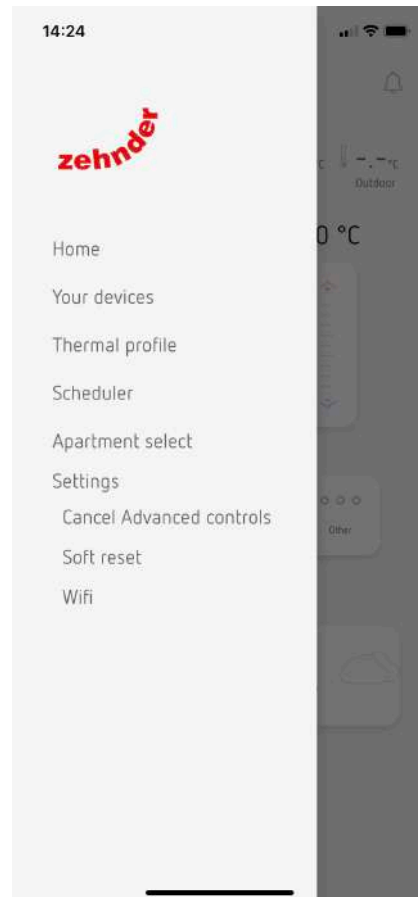 14:24
zehnder
-.-°C
Outdoor
0 °C
Home
Your devices
Thermal profile
Scheduler
Apartment select
Settings
Cancel Advanced controls
Soft reset
Wifi
Other